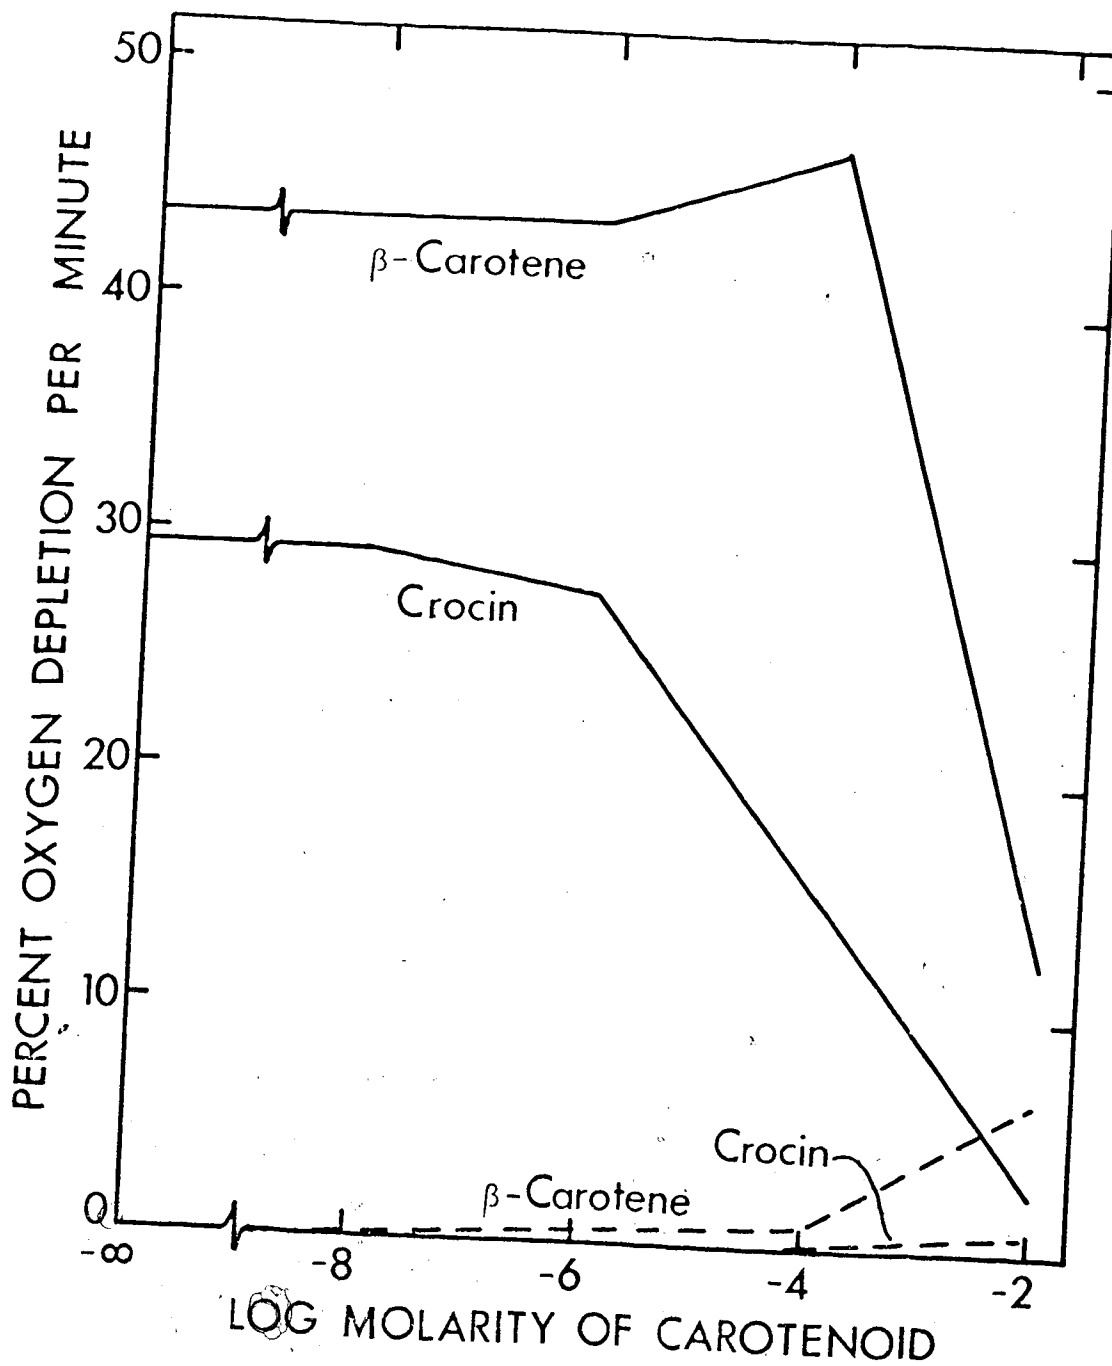 50
40
30
20
10
0
PERCENT OXYGEN DEPLETION PER MINUTE
β-Carotene
Crocin
Crocin
β-Carotene
-∞ -8 -6 -4 -2
LOG MOLARITY OF CAROTENOID